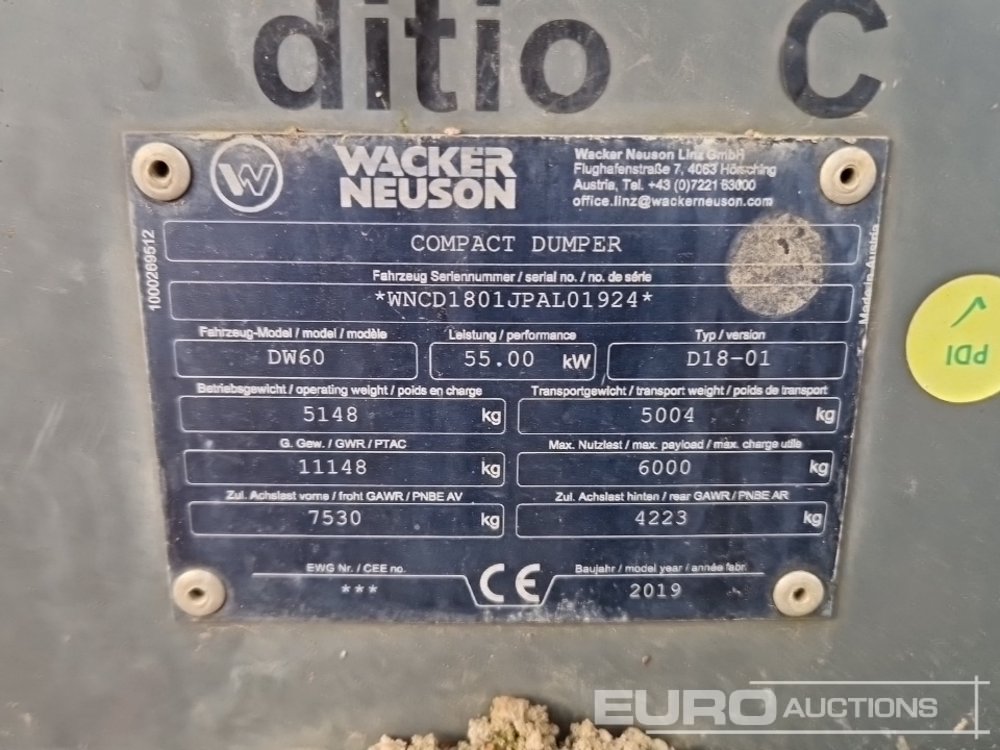 ditio C
W WACKER NEUSON
Wacker Neuson Linz GmbH
Flughafenstraße 7, 4063 Hörsching
Austria, Tel. +43 (0)7221 63000
office.linz@wackerneuson.com
1000269512
COMPACT DUMPER
Made in Austria
Fahrzeug Seriennummer / serial no. / no. de série
*WNCD1801JPAL01924*
Fahrzeug-Model / model / modèle Leistung / performance Typ / version
DW60 55.00 kW D18-01
PDI
Betriebsgewicht / operating weight / poids en charge Transportgewicht / transport weight / poids de transport
5148 kg 5004 kg
G. Gew. / GWR / PTAC Max. Nutzlast / max. payload / max. charge utile
11148 kg 6000 kg
Zul. Achslast vorne / froht GAWR / PNBE AV Zul. Achslast hinten / rear GAWR / PNBE AR
7530 kg 4223 kg
EWG Nr. / CEE no. CE Baujahr / model year / année fabr.
*** 2019
EURO AUCTIONS